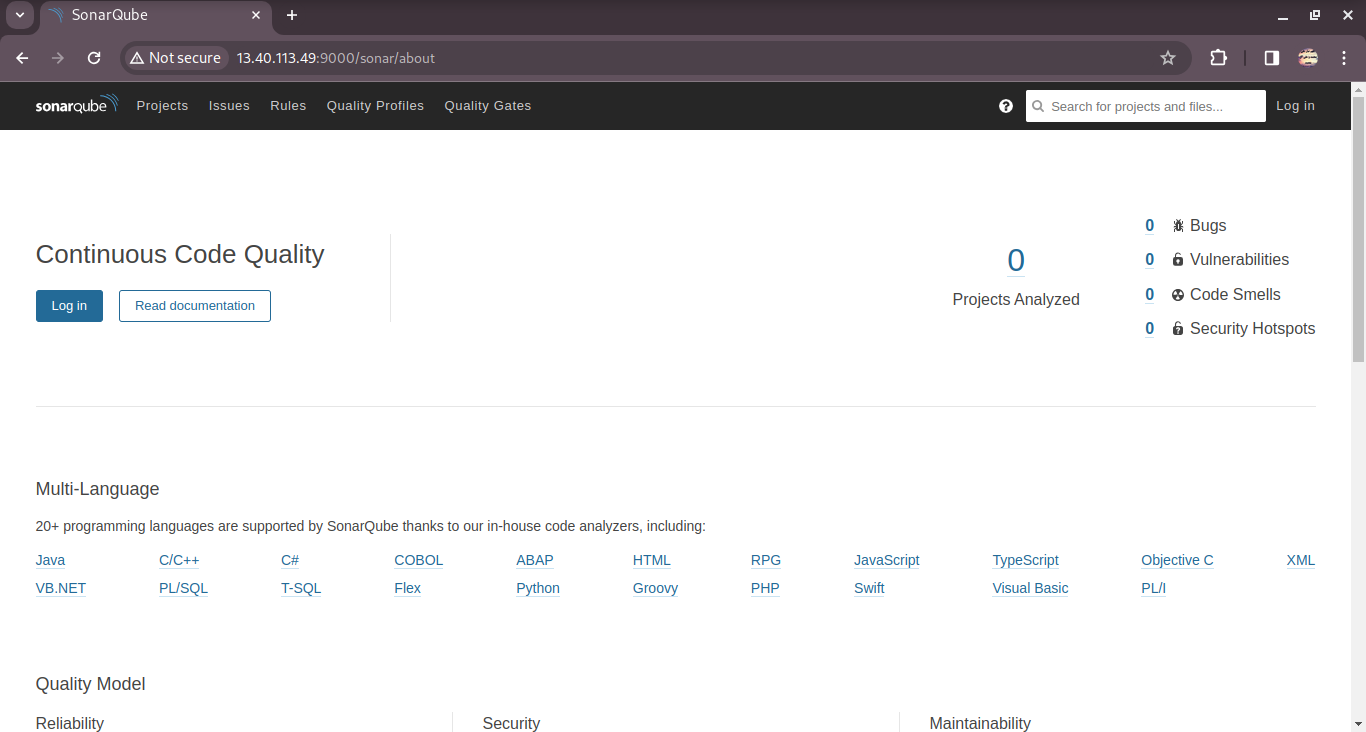 SonarQube
Not secure 13.40.113.49:9000/sonar/about
sonarqube Projects Issues Rules Quality Profiles Quality Gates Search for projects and files... Log in
Continuous Code Quality
Log in Read documentation
0
Projects Analyzed
0 Bugs
0 Vulnerabilities
0 Code Smells
0 Security Hotspots
Multi-Language
20+ programming languages are supported by SonarQube thanks to our in-house code analyzers, including:
Java C/C++ C# COBOL ABAP HTML RPG JavaScript TypeScript Objective C XML
VB.NET PL/SQL T-SQL Flex Python Groovy PHP Swift Visual Basic PL/I
Quality Model
Reliability Security Maintainability